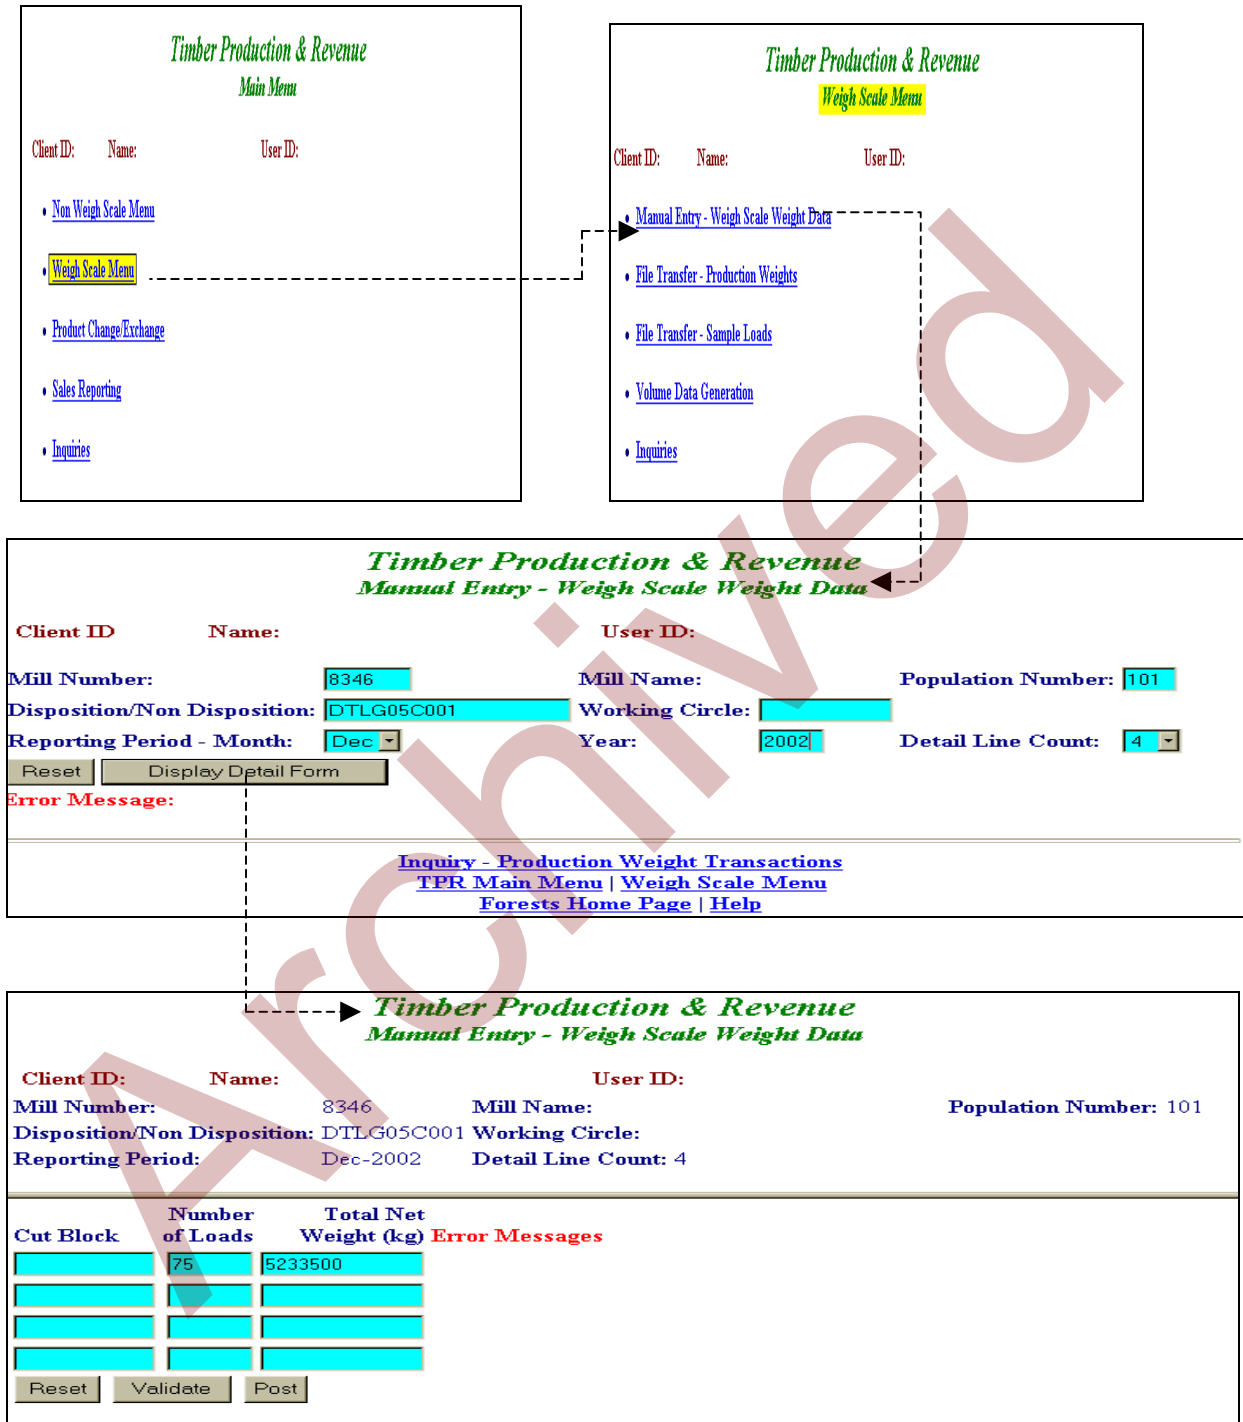 Timber Production & Revenue
Main Menu
Client ID: Name: User ID:
• Non Weigh Scale Menu
• Weigh Scale Menu
• Product Change/Exchange
• Sales Reporting
• Inquiries
Timber Production & Revenue
Weigh Scale Menu
Client ID: Name: User ID:
• Manual Entry - Weigh Scale Weight Data
• File Transfer - Production Weights
• File Transfer - Sample Loads
• Volume Data Generation
• Inquiries
Timber Production & Revenue
Manual Entry - Weigh Scale Weight Data
Client ID Name: User ID:
Mill Number: 8346 Mill Name: Population Number: 101
Disposition/Non Disposition: DTLG05C001 Working Circle:
Reporting Period - Month: Dec Year: 2002 Detail Line Count: 4
Reset Display Detail Form
Error Message:
Inquiry - Production Weight Transactions
TPR Main Menu | Weigh Scale Menu
Forests Home Page | Help
Timber Production & Revenue
Manual Entry - Weigh Scale Weight Data
Client ID: Name: User ID:
Mill Number: 8346 Mill Name: Population Number: 101
Disposition/Non Disposition: DTLG05C001 Working Circle:
Reporting Period: Dec-2002 Detail Line Count: 4
Number Total Net
Cut Block of Loads Weight (kg) Error Messages
75 5233500
Reset Validate Post
Archived